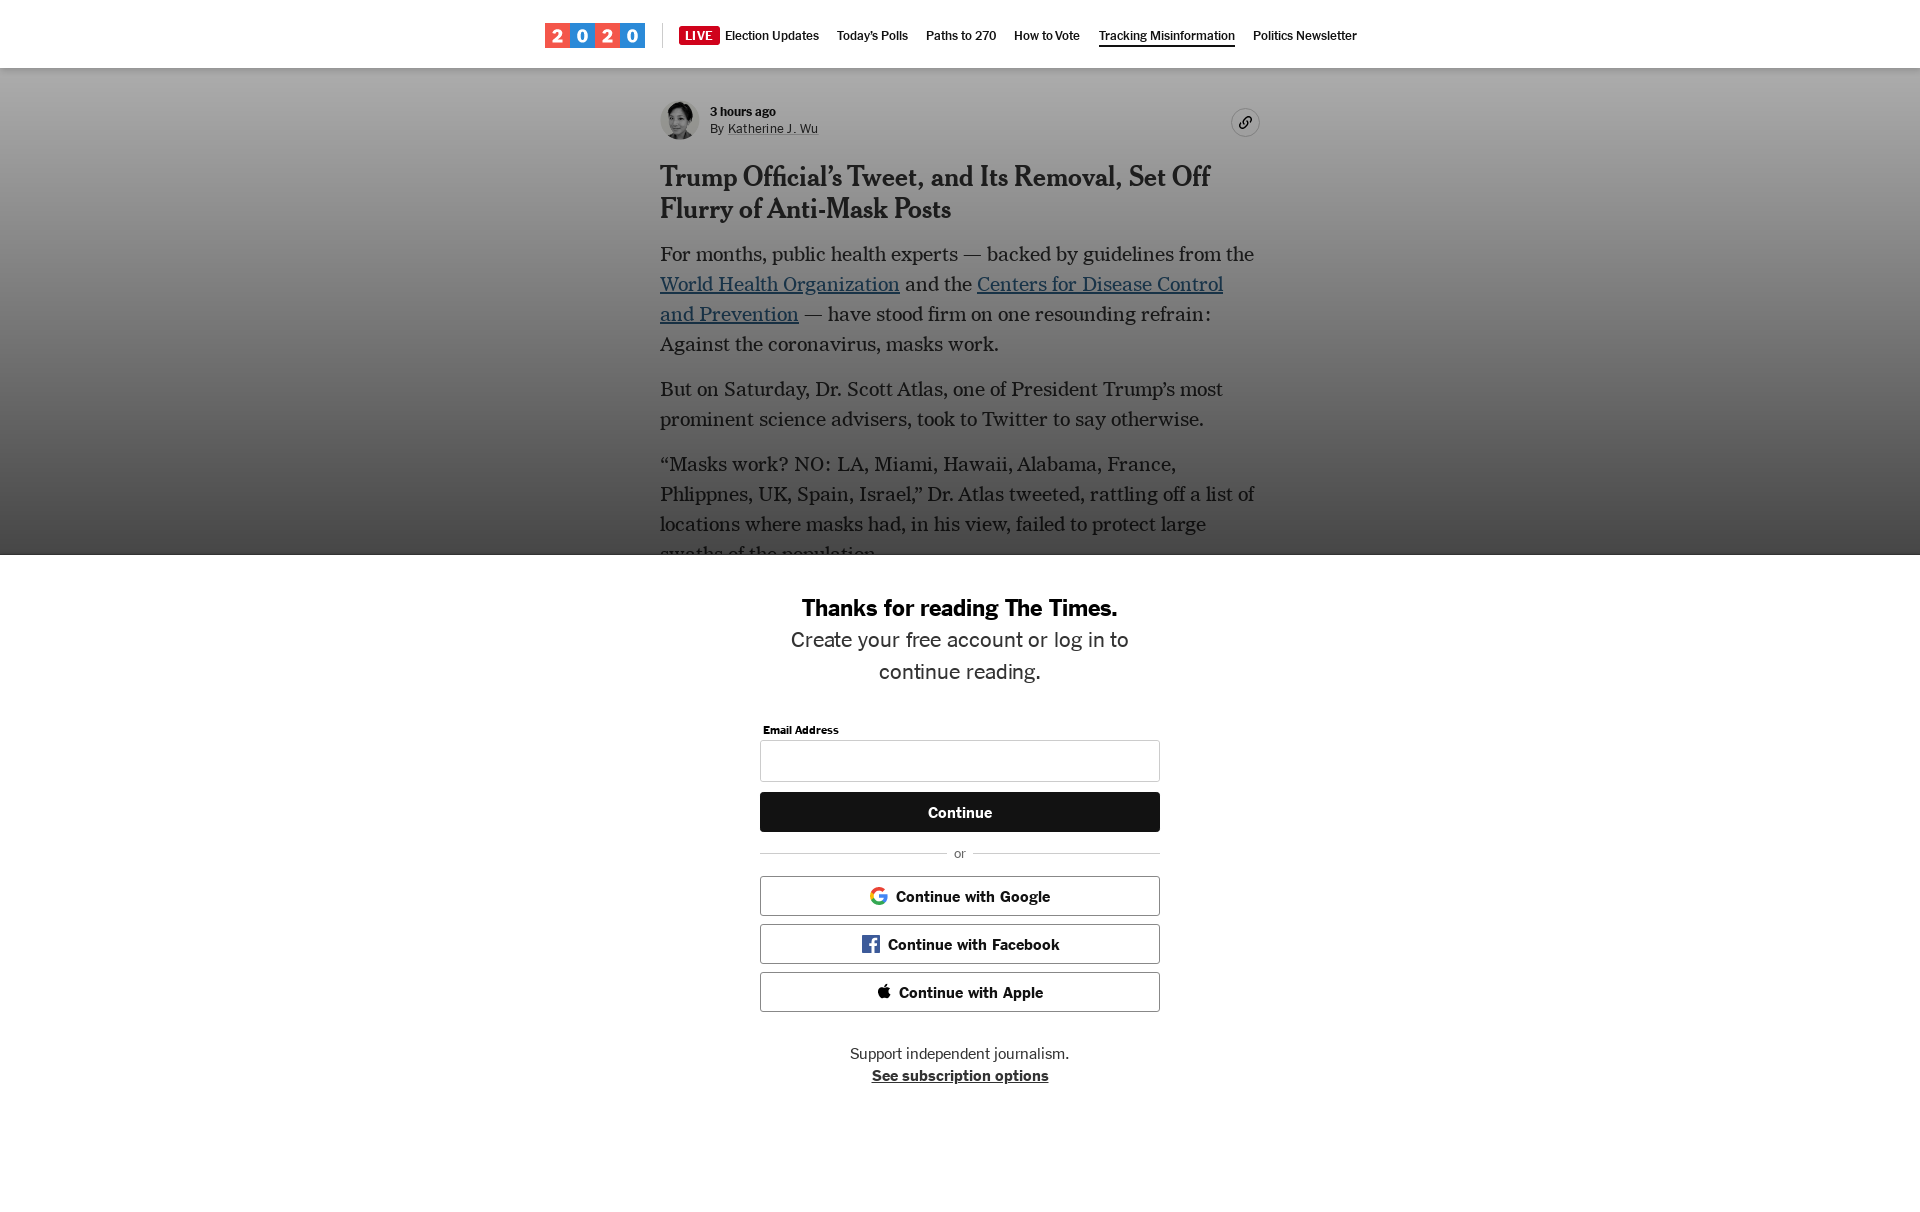 2020
LIVE Election Updates Today's Polls Paths to 270 How to Vote Tracking Misinformation Politics Newsletter
3 hours ago
By Katherine J. Wu
Trump Official’s Tweet, and Its Removal, Set Off
Flurry of Anti-Mask Posts
For months, public health experts — backed by guidelines from the
World Health Organization and the Centers for Disease Control
and Prevention — have stood firm on one resounding refrain:
Against the coronavirus, masks work.
But on Saturday, Dr. Scott Atlas, one of President Trump’s most
prominent science advisers, took to Twitter to say otherwise.
“Masks work? NO: LA, Miami, Hawaii, Alabama, France,
Phlippnes, UK, Spain, Israel,” Dr. Atlas tweeted, rattling off a list of
locations where masks had, in his view, failed to protect large
swaths of the population.
Thanks for reading The Times.
Create your free account or log in to
continue reading.
Email Address
Continue
or
Continue with Google
Continue with Facebook
Continue with Apple
Support independent journalism.
See subscription options